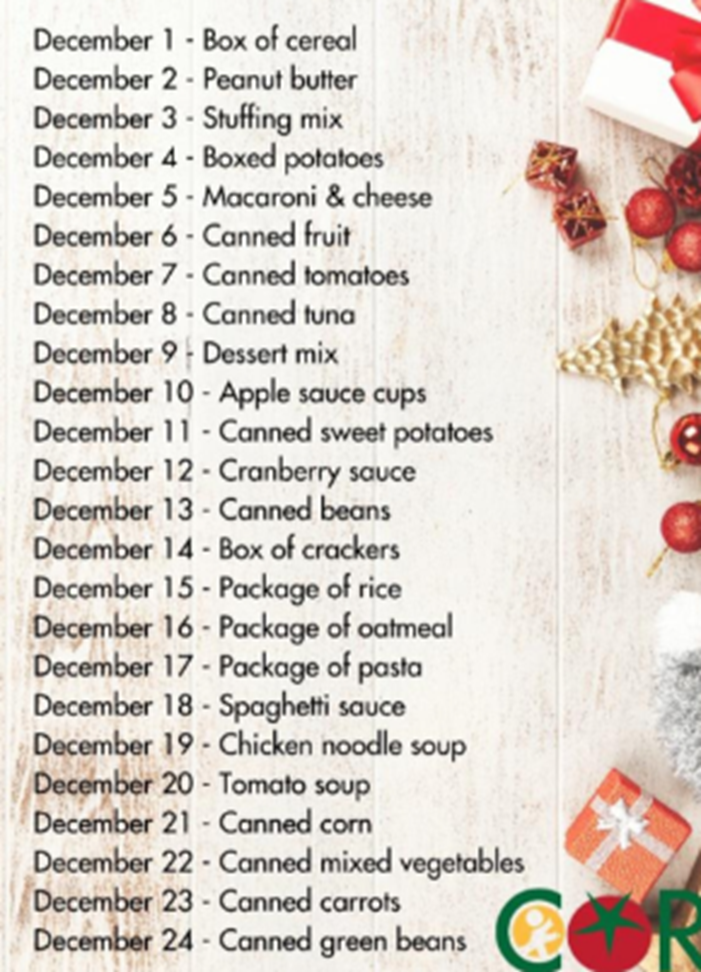 December 1 - Box of cereal
December 2 - Peanut butter
December 3 - Stuffing mix
December 4 - Boxed potatoes
December 5 - Macaroni & cheese
December 6 - Canned fruit
December 7 - Canned tomatoes
December 8 - Canned tuna
December 9 - Dessert mix
December 10 - Apple sauce cups
December 11 - Canned sweet potatoes
December 12 - Cranberry sauce
December 13 - Canned beans
December 14 - Box of crackers
December 15 - Package of rice
December 16 - Package of oatmeal
December 17 - Package of pasta
December 18 - Spaghetti sauce
December 19 - Chicken noodle soup
December 20 - Tomato soup
December 21 - Canned corn
December 22 - Canned mixed vegetables
December 23 - Canned carrots
December 24 - Canned green beans
COR